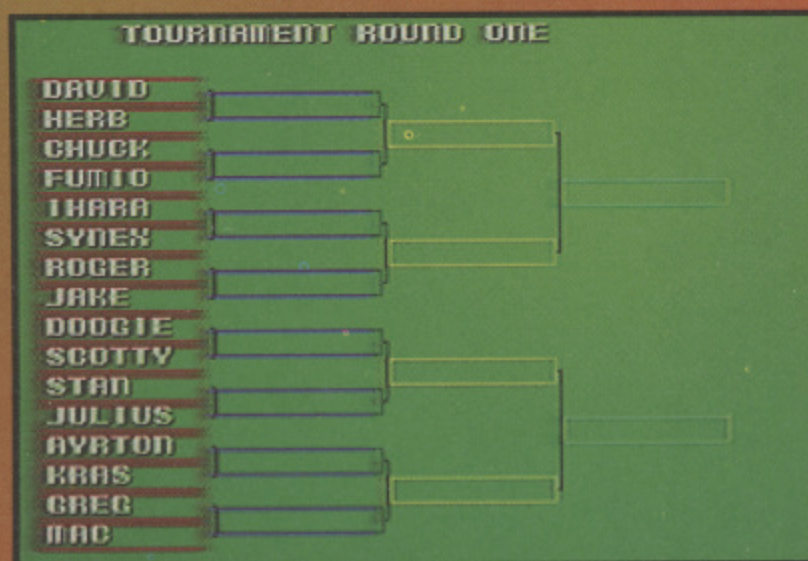 TOURNAMENT ROUND ONE
DAVID
HERB
CHUCK
FUMIO
IHARA
SYNEX
ROGER
JAKE
DOOGIE
SCOTTY
STAN
JULIUS
AYRTON
KRAS
GREG
MAC